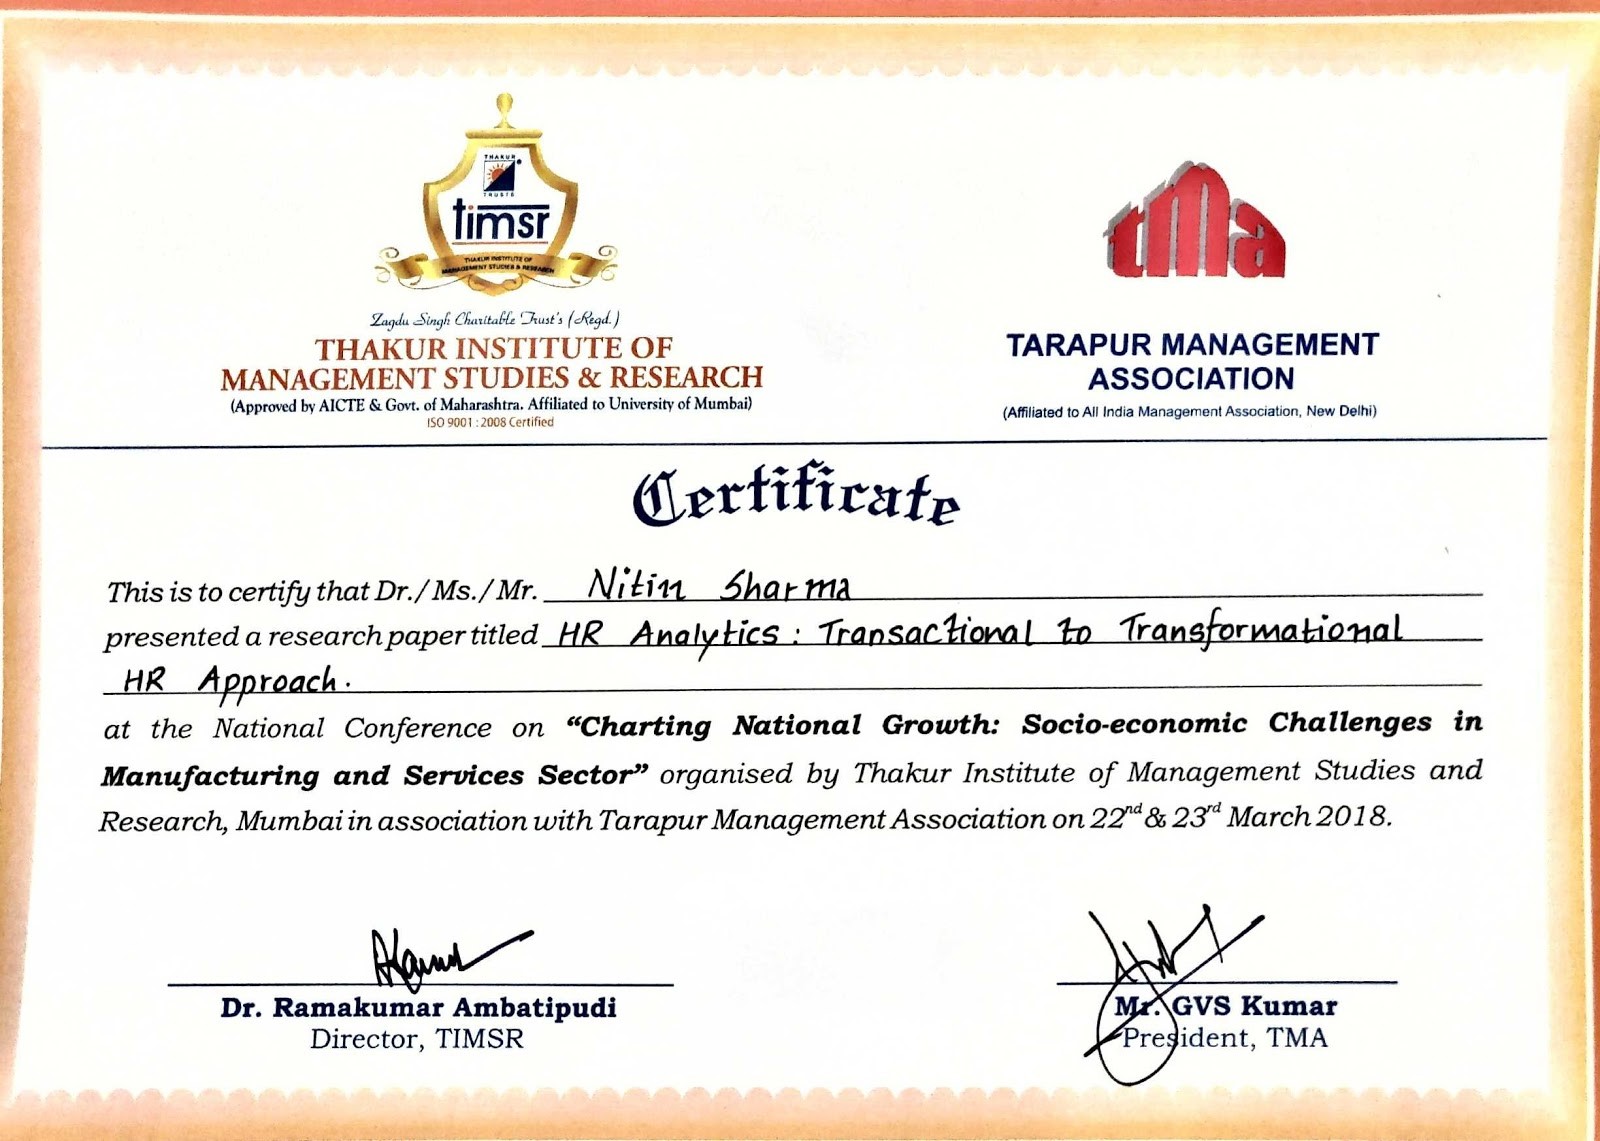 THAKUR
TRUSTS
timsr
THAKUR INSTITUTE OF
MANAGEMENT STUDIES & RESEARCH
Zagdu Singh Charitable Trust's (Regd.)
THAKUR INSTITUTE OF
MANAGEMENT STUDIES & RESEARCH
(Approved by AICTE & Govt. of Maharashtra. Affiliated to University of Mumbai)
ISO 9001 : 2008 Certified
tma
TARAPUR MANAGEMENT
ASSOCIATION
(Affiliated to All India Management Association, New Delhi)
Certificate
This is to certify that Dr./Ms./Mr. Nitin Sharma
presented a research paper titled HR Analytics : Transactional to Transformational
HR Approach.
at the National Conference on “Charting National Growth: Socio-economic Challenges in
Manufacturing and Services Sector” organised by Thakur Institute of Management Studies and
Research, Mumbai in association with Tarapur Management Association on 22nd & 23rd March 2018.
Dr. Ramakumar Ambatipudi
Director, TIMSR
Mr. GVS Kumar
President, TMA